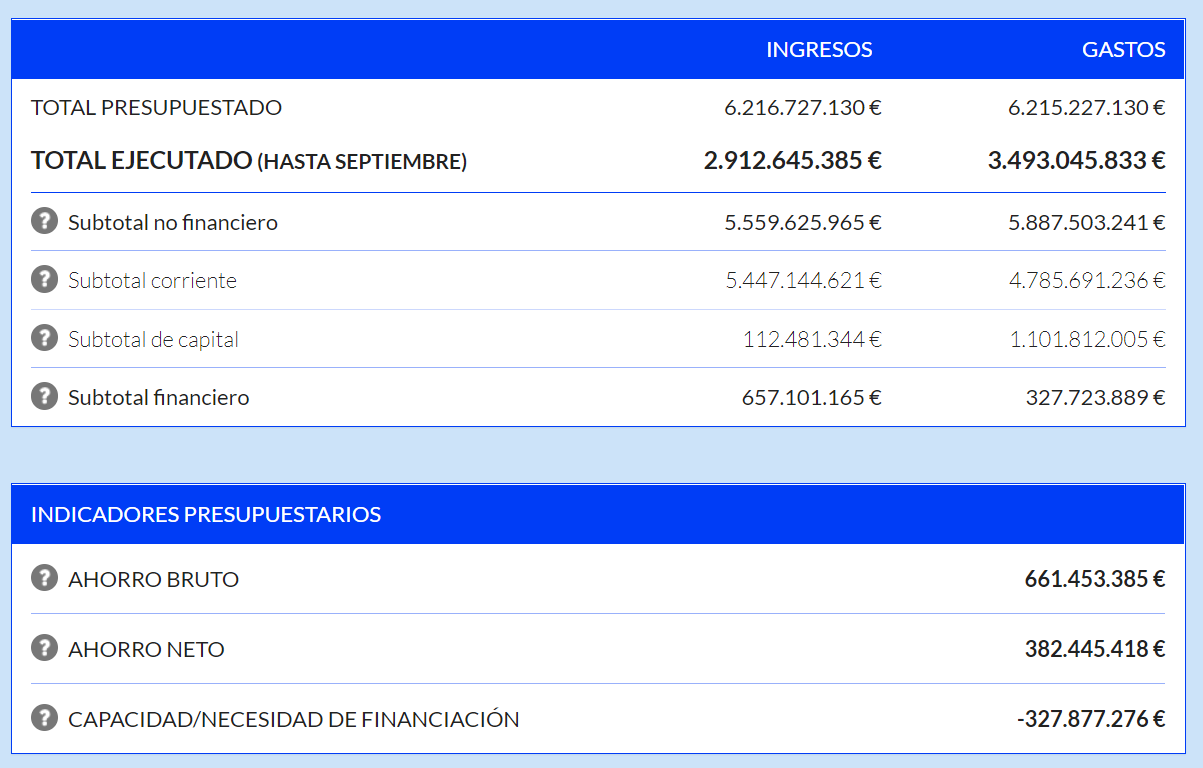 INGRESOS GASTOS
TOTAL PRESUPUESTADO 6.216.727.130 € 6.215.227.130 €
TOTAL EJECUTADO (HASTA SEPTIEMBRE) 2.912.645.385 € 3.493.045.833 €
? Subtotal no financiero 5.559.625.965 € 5.887.503.241 €
? Subtotal corriente 5.447.144.621 € 4.785.691.236 €
? Subtotal de capital 112.481.344 € 1.101.812.005 €
? Subtotal financiero 657.101.165 € 327.723.889 €
INDICADORES PRESUPUESTARIOS
? AHORRO BRUTO 661.453.385 €
? AHORRO NETO 382.445.418 €
? CAPACIDAD/NECESIDAD DE FINANCIACIÓN -327.877.276 €